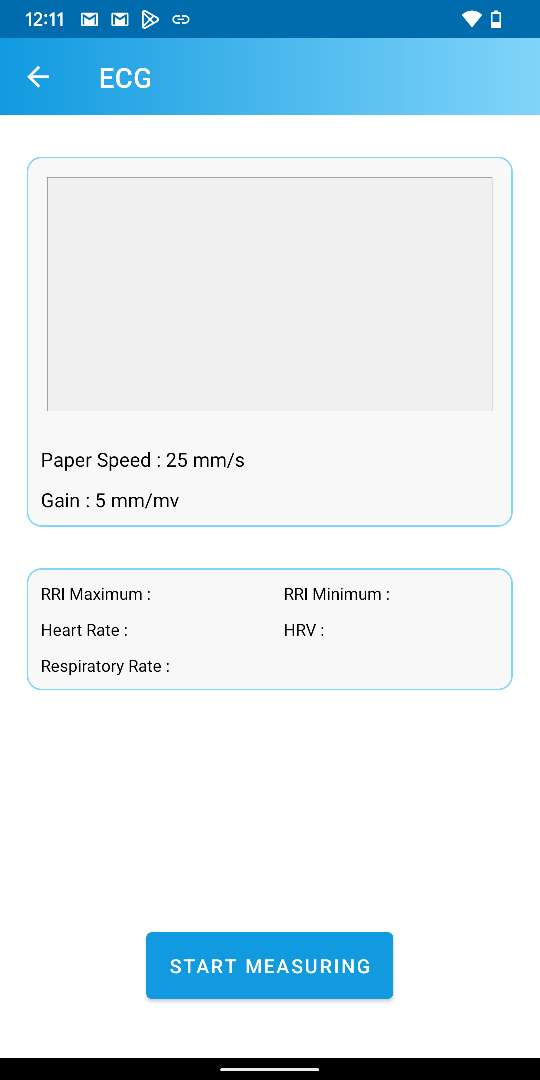 12:11
ECG
Paper Speed : 25 mm/s
Gain : 5 mm/mv
RRI Maximum :
RRI Minimum :
Heart Rate :
HRV :
Respiratory Rate :
START MEASURING